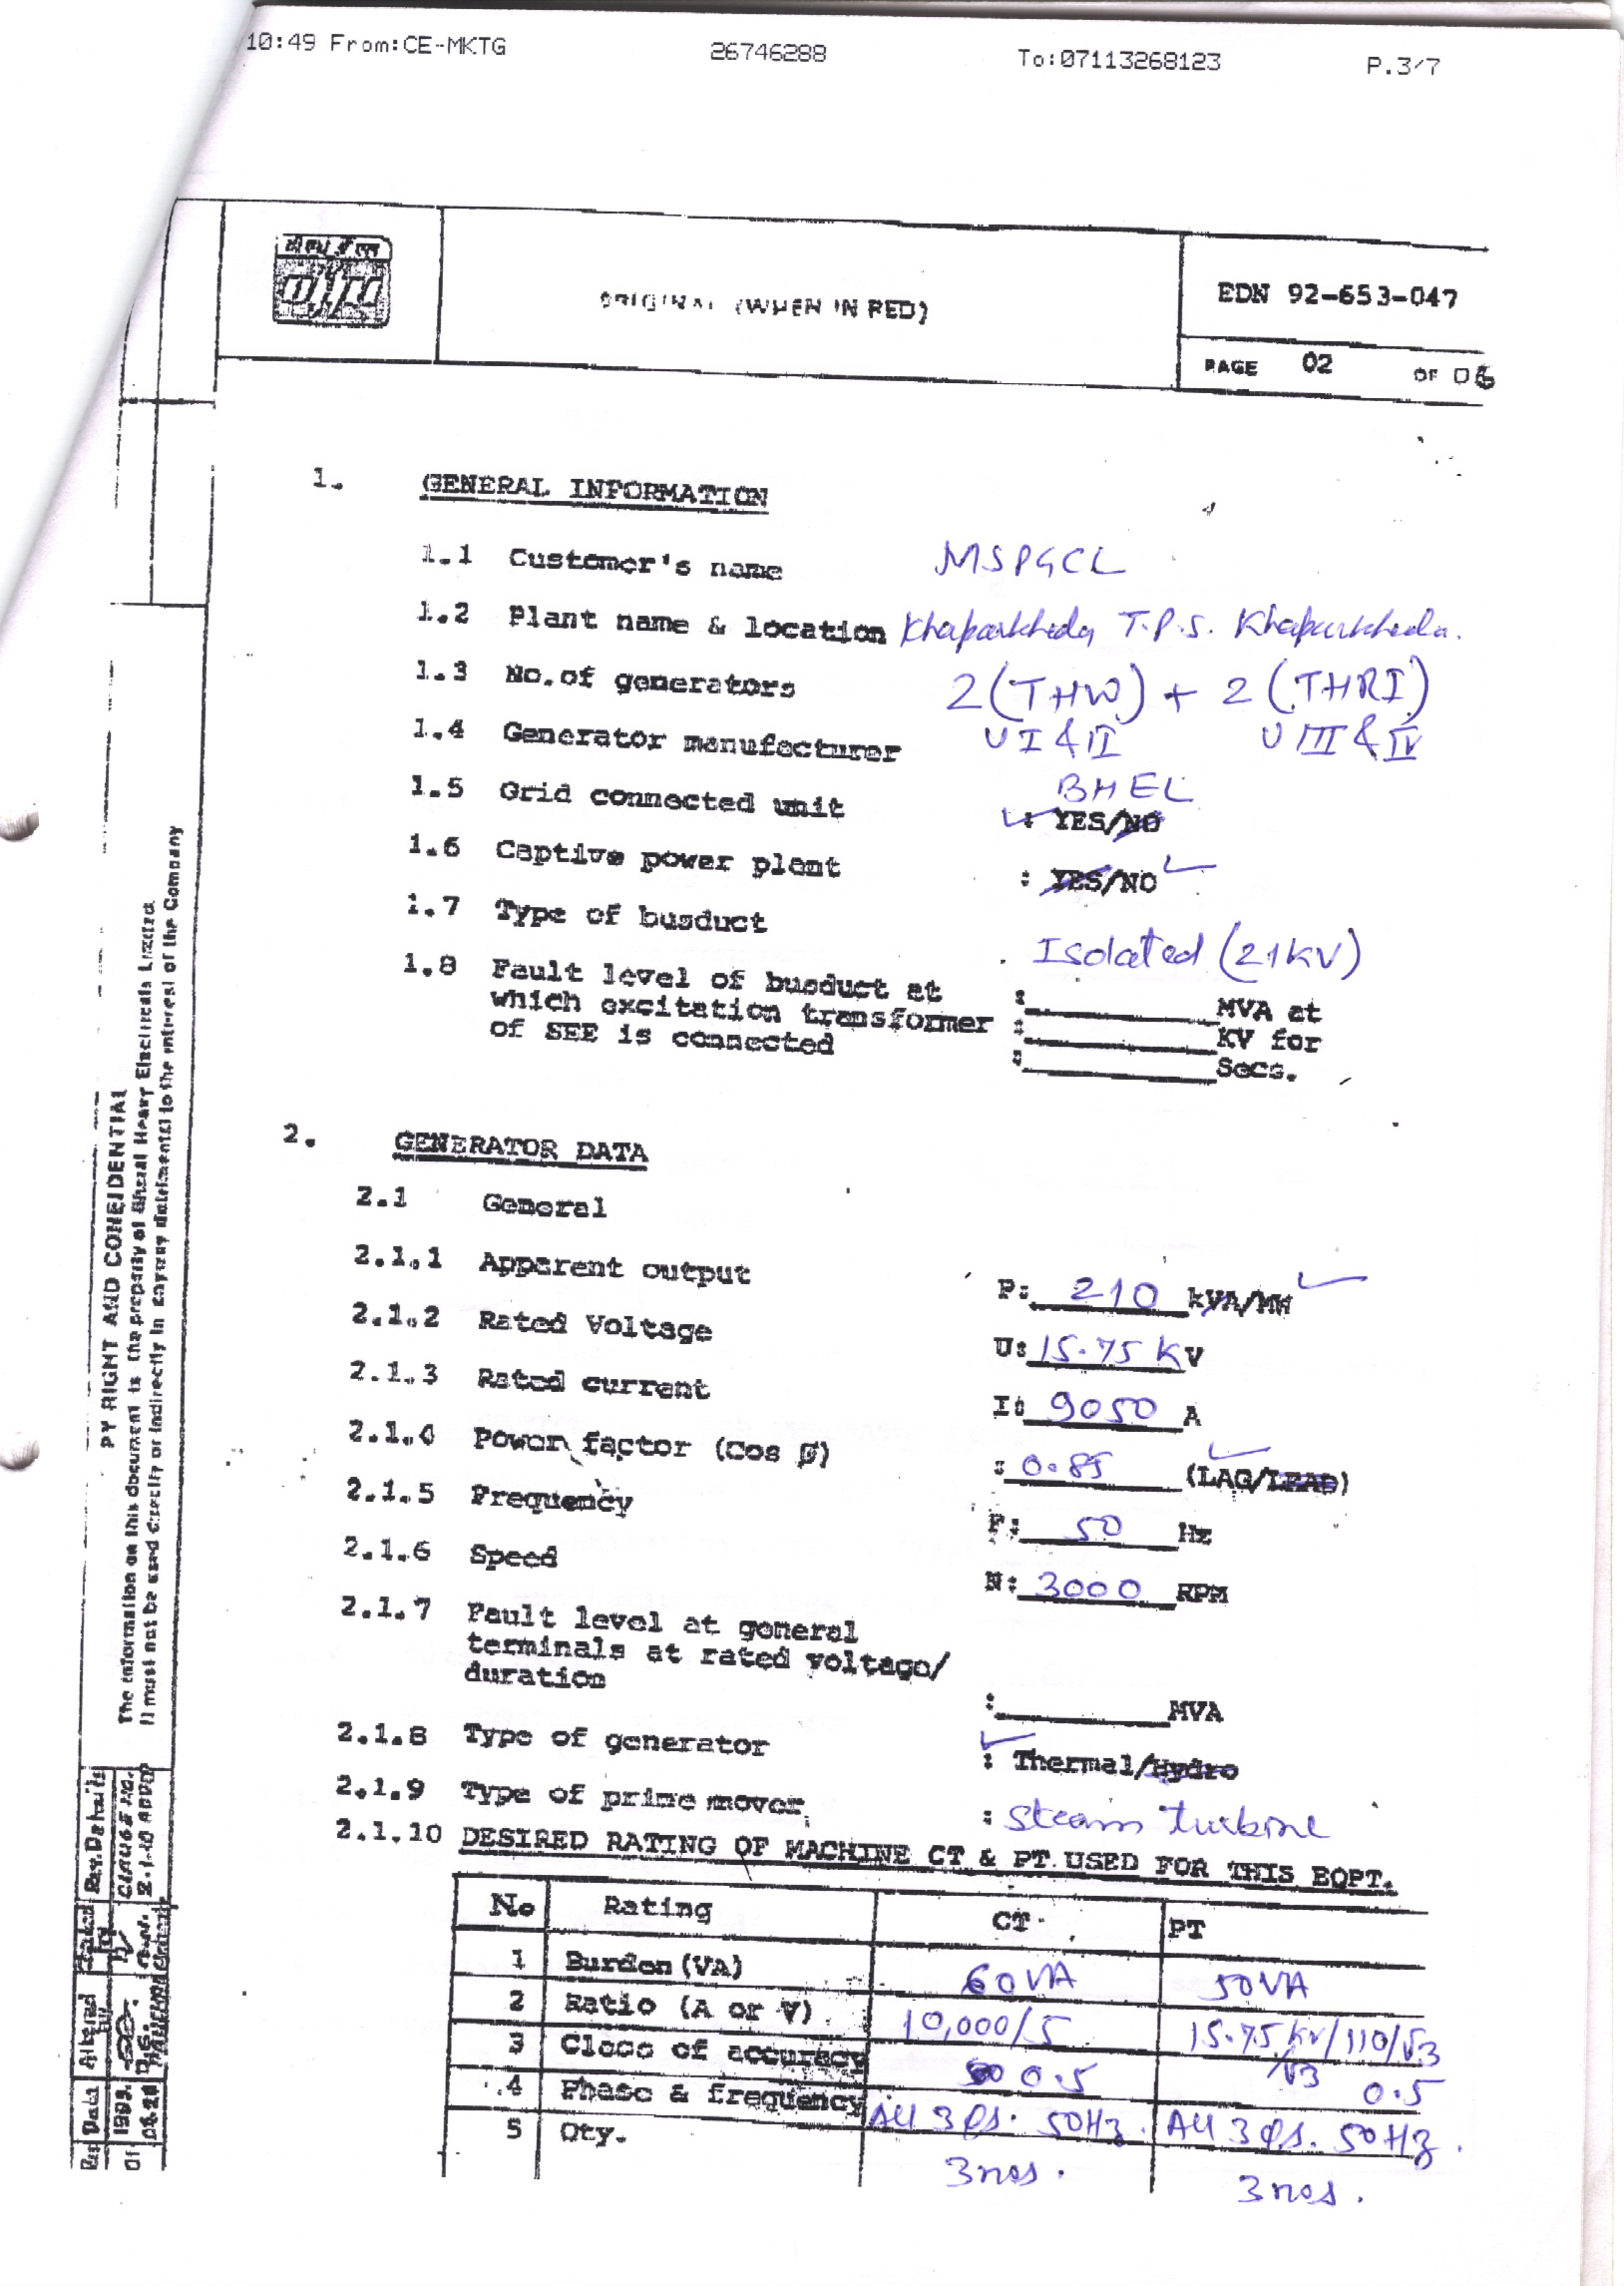 10:49 From:CE-MKTG 26746288 To:07113268123 P.3/7
ORIGINAL (WHEN IN RED)
EDN 92-653-047
PAGE 02 OF 06
1. GENERAL INFORMATION
1.1 Customer's name MSPGCL
1.2 Plant name & location Khaparkheda T.P.S. Khaparkheda.
1.3 No.of generators 2 (THW) + 2 (THRI)
U I & II U III & IV
1.4 Generator manufacturer BHEL
1.5 Grid connected unit : YES/NO
1.6 Captive power plant : YES/NO
1.7 Type of busduct Isolated (21KV)
1.8 Fault level of busduct at :MVA at
which excitation transformer :KV for
of SEE is connected :Secs.
2. GENERATOR DATA
2.1 General
2.1.1 Apparent output P: 210 kVA/MW
2.1.2 Rated Voltage U: 15.75 KV
2.1.3 Rated current I: 9050 A
2.1.4 Power factor (Cos Ø) : 0.85 (LAG/LEAD)
2.1.5 Frequency F: 50 Hz
2.1.6 Speed N: 3000 RPM
2.1.7 Fault level at general
terminals at rated voltage/
duration :MVA
2.1.8 Type of generator : Thermal/Hydro
2.1.9 Type of prime mover : Steam turbine
2.1.10 DESIRED RATING OF MACHINE CT & PT USED FOR THIS EQPT.
No Rating CT PT
1 Burden (VA) 60VA 50VA
2 Ratio (A or V) 10,000/5 15.75 KV/110/√3
/√3
3 Class of accuracy 0.5 0.5
4 Phase & frequency All 3 φs. 50Hz. All 3 φs. 50Hz.
5 Qty. 3 nos. 3 nos.
PY RIGHT AND CONFIDENTIAL
The information on this document is the property of Bharat Heavy Electricals Limited
It must not be used directly or indirectly in anyway detrimental to the interest of the Company
Rev. Details
CLAUSE NO.
2.1.10 ADDED
Altered
Date
Rev